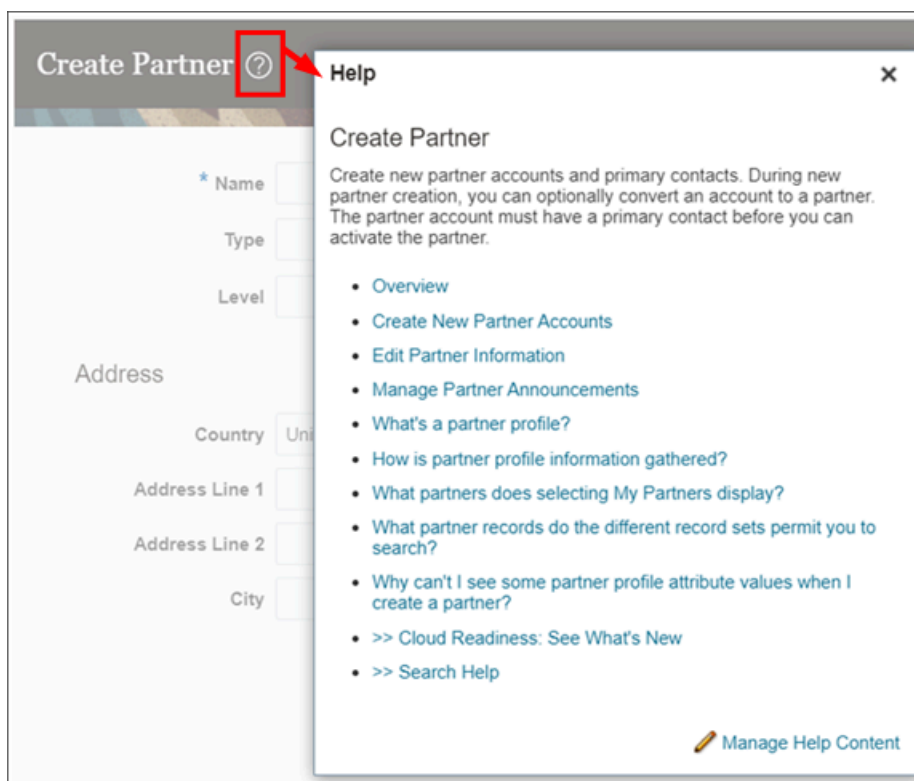 Create Partner ?
Help
Create Partner
Create new partner accounts and primary contacts. During new
partner creation, you can optionally convert an account to a partner.
The partner account must have a primary contact before you can
activate the partner.
• Overview
• Create New Partner Accounts
• Edit Partner Information
• Manage Partner Announcements
• What's a partner profile?
• How is partner profile information gathered?
• What partners does selecting My Partners display?
• What partner records do the different record sets permit you to
search?
• Why can't I see some partner profile attribute values when I
create a partner?
• >> Cloud Readiness: See What's New
• >> Search Help
Manage Help Content
* Name
Type
Level
Address
Country Uni
Address Line 1
Address Line 2
City